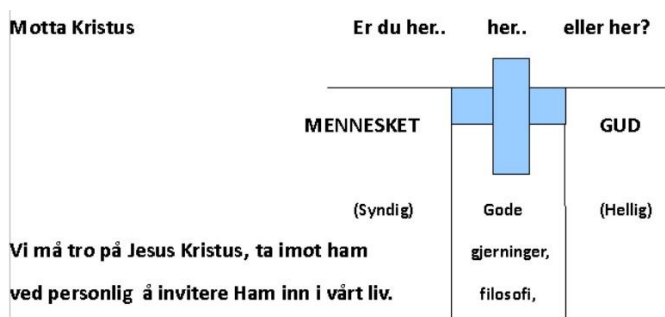 Motta Kristus Er du her.. her.. eller her?
MENNESKET GUD
(Syndig) Gode (Hellig)
Vi må tro på Jesus Kristus, ta imot ham gjerninger,
ved personlig å invitere Ham inn i vårt liv. filosofi,